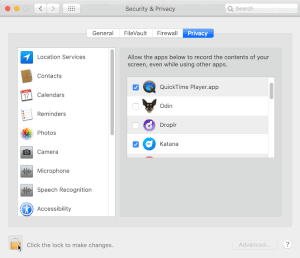 Security & Privacy
Search
General
FileVault
Firewall
Privacy
Location Services
Contacts
Calendars
Reminders
Photos
Camera
Microphone
Speech Recognition
Accessibility
Allow the apps below to record the contents of your
screen, even while using other apps.
QuickTime Player.app
Odin
Droplr
Katana
Click the lock to make changes.
Advanced...
?